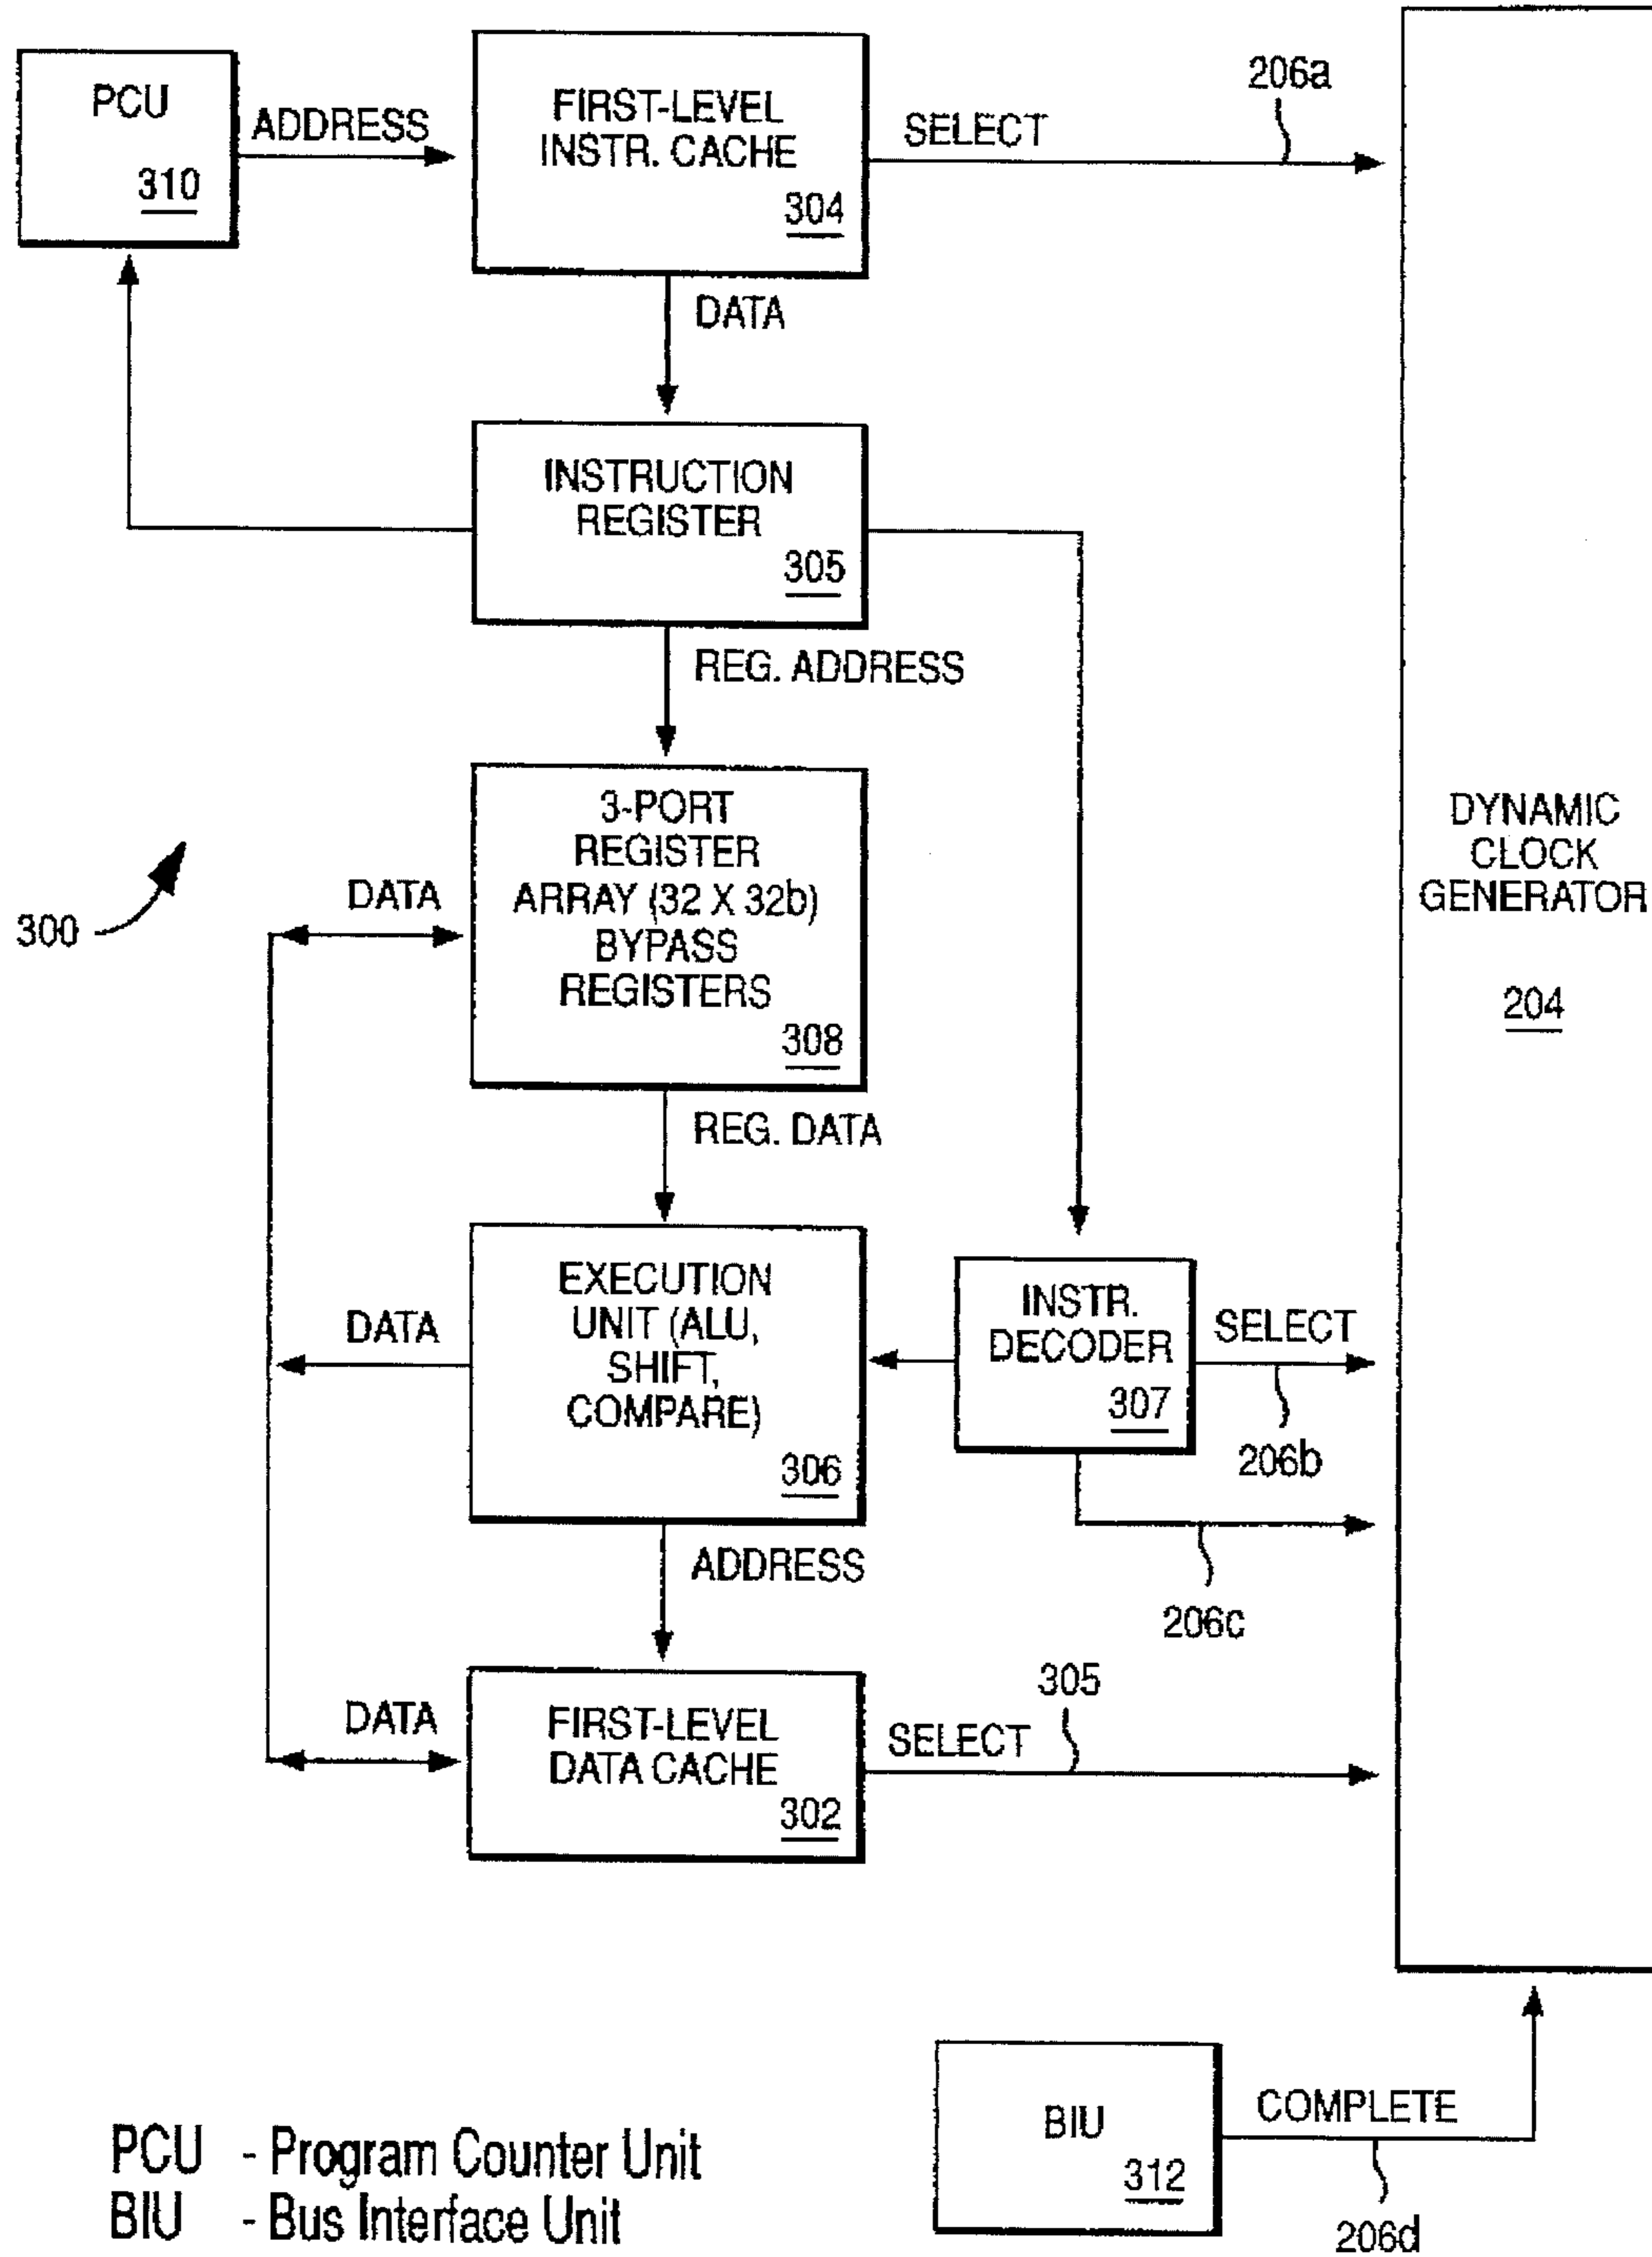 PCU
310
ADDRESS
FIRST-LEVEL
INSTR. CACHE
304
SELECT
206a
DATA
INSTRUCTION
REGISTER
305
REG. ADDRESS
3-PORT
REGISTER
ARRAY (32 X 32b)
BYPASS
REGISTERS
308
DATA
300
DYNAMIC
CLOCK
GENERATOR
204
REG. DATA
EXECUTION
UNIT (ALU,
SHIFT,
COMPARE)
306
DATA
INSTR.
DECODER
307
SELECT
206b
206c
ADDRESS
FIRST-LEVEL
DATA CACHE
302
DATA
SELECT
305
BIU
312
COMPLETE
206d
PCU - Program Counter Unit
BIU - Bus Interface Unit